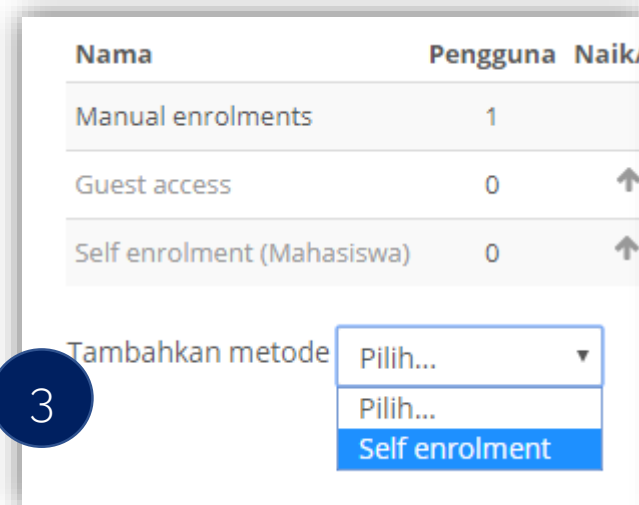 Nama Pengguna Naik/
Manual enrolments 1
Guest access 0
Self enrolment (Mahasiswa) 0
Tambahkan metode Pilih...
Pilih...
3
Self enrolment